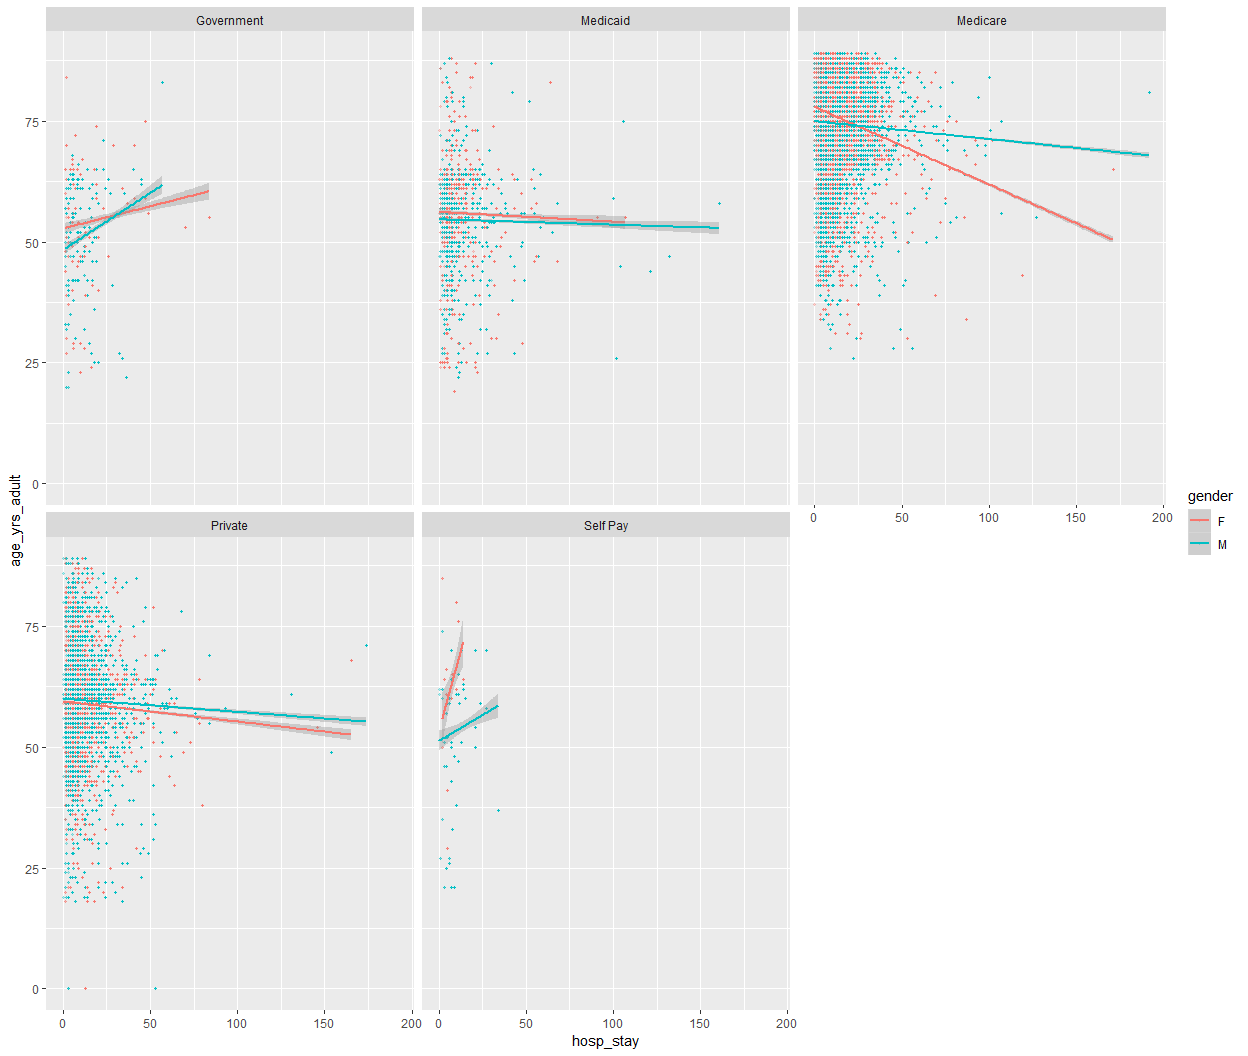 Government Medicaid Medicare
75
50
25
0
0 50 100 150 200
Private Self Pay
75
50
25
0
0 50 100 150 200 0 50 100 150 200
hosp_stay
age_yrs_adult
gender
F
M